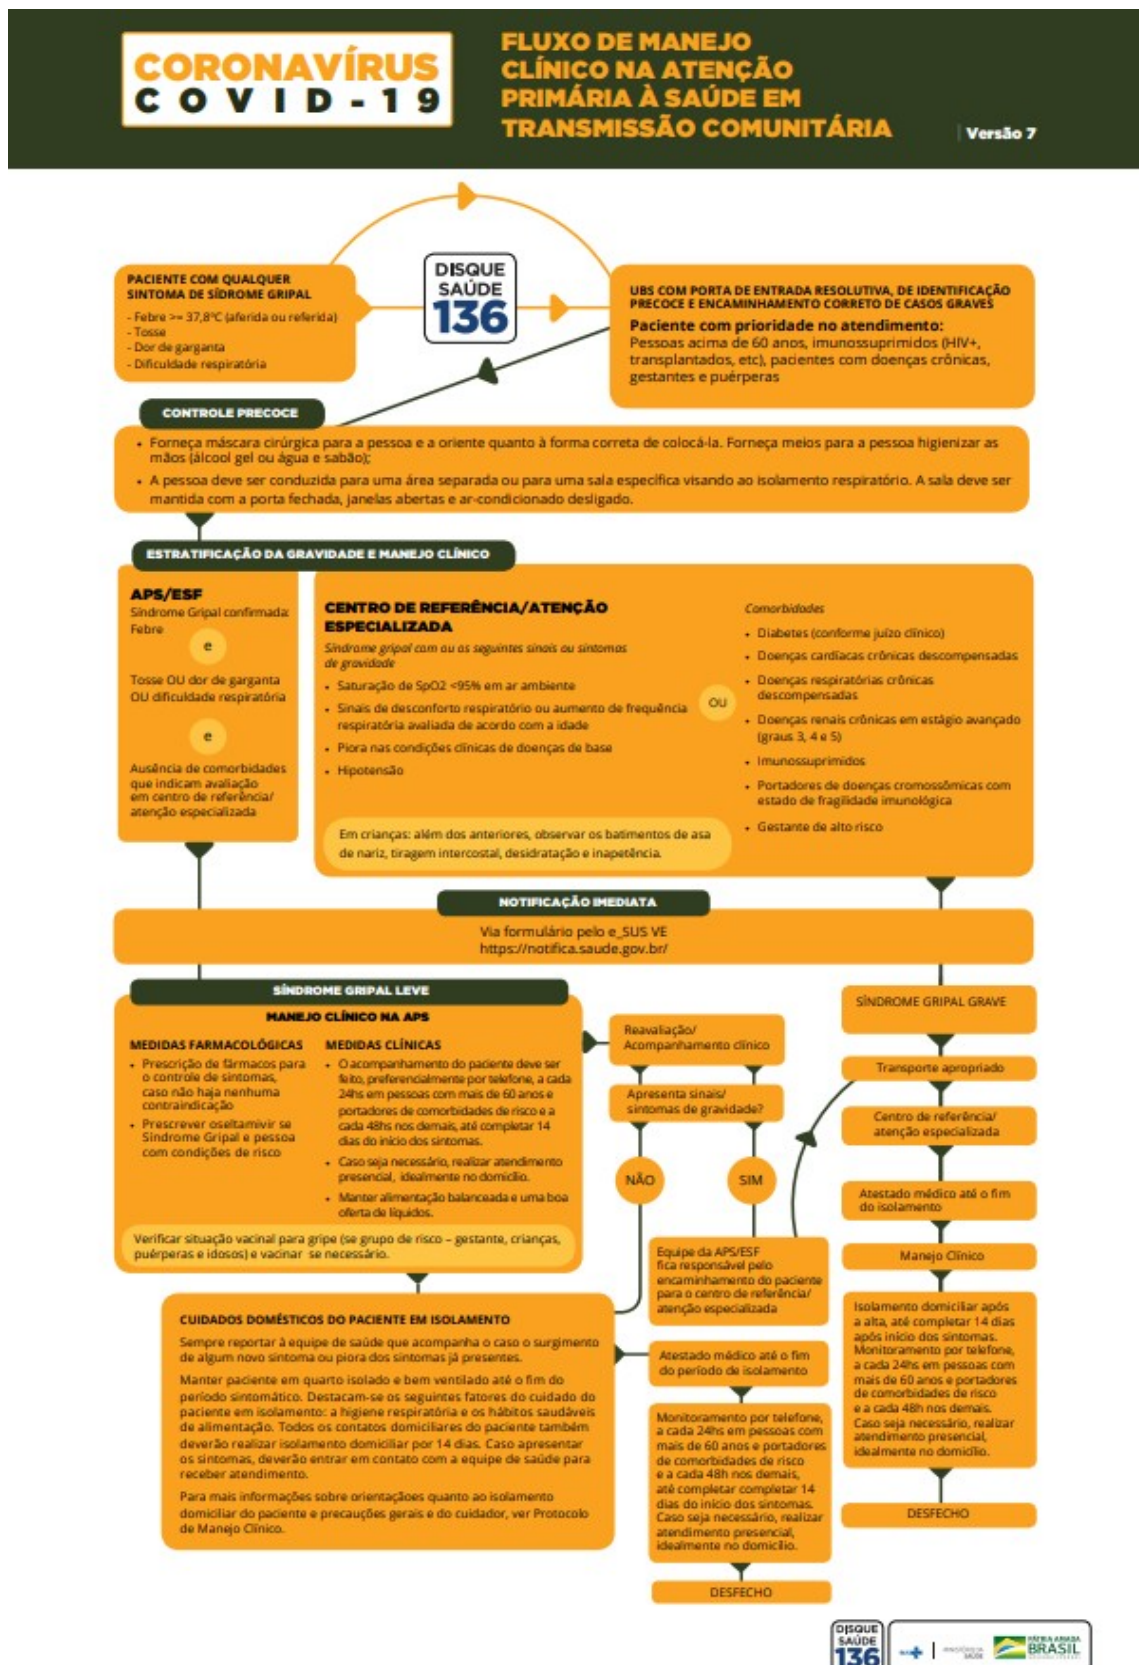 CORONAVÍRUS
COVID-19
FLUXO DE MANEJO
CLÍNICO NA ATENÇÃO
PRIMÁRIA À SAÚDE EM
TRANSMISSÃO COMUNITÁRIA
Versão 7
PACIENTE COM QUALQUER
SINTOMA DE SÍDROME GRIPAL
- Febre >= 37,8ºC (aferida ou referida)
- Tosse
- Dor de garganta
- Dificuldade respiratória
DISQUE
SAÚDE
136
UBS COM PORTA DE ENTRADA RESOLUTIVA, DE IDENTIFICAÇÃO
PRECOCE E ENCAMINHAMENTO CORRETO DE CASOS GRAVES
Paciente com prioridade no atendimento:
Pessoas acima de 60 anos, imunossuprimidos (HIV+,
transplantados, etc), pacientes com doenças crônicas,
gestantes e puérperas
CONTROLE PRECOCE
• Forneça máscara cirúrgica para a pessoa e a oriente quanto à forma correta de colocá-la. Forneça meios para a pessoa higienizar as
mãos (álcool gel ou água e sabão);
• A pessoa deve ser conduzida para uma área separada ou para uma sala específica visando ao isolamento respiratório. A sala deve ser
mantida com a porta fechada, janelas abertas e ar-condicionado desligado.
ESTRATIFICAÇÃO DA GRAVIDADE E MANEJO CLÍNICO
APS/ESF
Síndrome Gripal confirmada:
Febre
e
Tosse OU dor de garganta
OU dificuldade respiratória
e
Ausência de comorbidades
que indicam avaliação
em centro de referência/
atenção especializada
CENTRO DE REFERÊNCIA/ATENÇÃO
ESPECIALIZADA
Síndrome gripal com ou os seguintes sinais ou sintomas
de gravidade
• Saturação de SpO2 <95% em ar ambiente
• Sinais de desconforto respiratório ou aumento de frequência
respiratória avaliada de acordo com a idade
• Piora nas condições clínicas de doenças de base
• Hipotensão
Em crianças: além dos anteriores, observar os batimentos de asa
de nariz, tiragem intercostal, desidratação e inapetência.
OU
Comorbidades
• Diabetes (conforme juízo clínico)
• Doenças cardíacas crônicas descompensadas
• Doenças respiratórias crônicas
descompensadas
• Doenças renais crônicas em estágio avançado
(graus 3, 4 e 5)
• Imunossuprimidos
• Portadores de doenças cromossômicas com
estado de fragilidade imunológica
• Gestante de alto risco
NOTIFICAÇÃO IMEDIATA
Via formulário pelo e_SUS VE
https://notifica.saude.gov.br/
SÍNDROME GRIPAL LEVE
MANEJO CLÍNICO NA APS
MEDIDAS FARMACOLÓGICAS
• Prescrição de fármacos para
o controle de sintomas,
caso não haja nenhuma
contraindicação
• Prescrever oseltamivir se
Síndrome Gripal e pessoa
com condições de risco
MEDIDAS CLÍNICAS
• O acompanhamento do paciente deve ser
feito, preferencialmente por telefone, a cada
24hs em pessoas com mais de 60 anos e
portadores de comorbidades de risco e a
cada 48hs nos demais, até completar 14
dias do início dos sintomas.
• Caso seja necessário, realizar atendimento
presencial, idealmente no domicílio.
• Manter alimentação balanceada e uma boa
oferta de líquidos.
Verificar situação vacinal para gripe (se grupo de risco – gestante, crianças,
puérperas e idosos) e vacinar se necessário.
Reavaliação/
Acompanhamento clínico
Apresenta sinais/
sintomas de gravidade?
NÃO
SIM
Equipe da APS/ESF
fica responsável pelo
encaminhamento do paciente
para o centro de referência/
atenção especializada
SÍNDROME GRIPAL GRAVE
Transporte apropriado
Centro de referência/
atenção especializada
Atestado médico até o fim
do isolamento
Manejo Clínico
Isolamento domiciliar após
a alta, até completar 14 dias
após início dos sintomas.
Monitoramento por telefone,
a cada 24hs em pessoas com
mais de 60 anos e portadores
de comorbidades de risco
e a cada 48h nos demais.
Caso seja necessário, realizar
atendimento presencial,
idealmente no domicílio.
DESFECHO
CUIDADOS DOMÉSTICOS DO PACIENTE EM ISOLAMENTO
Sempre reportar à equipe de saúde que acompanha o caso o surgimento
de algum novo sintoma ou piora dos sintomas já presentes.
Manter paciente em quarto isolado e bem ventilado até o fim do
período sintomático. Destacam-se os seguintes fatores do cuidado do
paciente em isolamento: a higiene respiratória e os hábitos saudáveis
de alimentação. Todos os contatos domiciliares do paciente também
deverão realizar isolamento domiciliar por 14 dias. Caso apresentar
os sintomas, deverão entrar em contato com a equipe de saúde para
receber atendimento.
Para mais informações sobre orientaçãoes quanto ao isolamento
domiciliar do paciente e precauções gerais e do cuidador, ver Protocolo
de Manejo Clínico.
Atestado médico até o fim
do período de isolamento
Monitoramento por telefone,
a cada 24hs em pessoas com
mais de 60 anos e portadores
de comorbidades de risco
e a cada 48h nos demais,
até completar completar 14
dias do início dos sintomas.
Caso seja necessário, realizar
atendimento presencial,
idealmente no domicílio.
DESFECHO
DISQUE
SAÚDE
136
MINISTÉRIO DA
SAÚDE
PÁTRIA AMADA
BRASIL